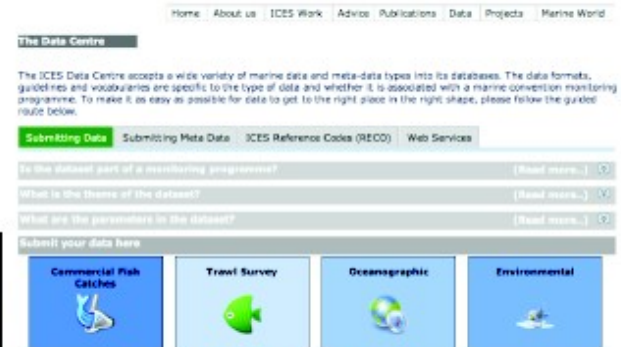 Home About us ICES Work Advice Publications Data Projects Marine World
The Data Centre
The ICES Data Centre accepts a wide variety of marine data and meta-data types into its databases. The data formats,
guidelines and vocabularies are specific to the type of data and whether it is associated with a marine convention monitoring
programme. To make it as easy as possible for data to get to the right place in the right shape, please follow the guided
route below.
Submitting Data Submitting Meta Data ICES Reference Codes (RECO) Web Services
Is the dataset part of a monitoring programme? (Read more..)
What is the theme of the dataset? (Read more..)
What are the parameters in the dataset? (Read more..)
Submit your data here
Commercial Fish Trawl Survey Oceanographic Environmental
Catches